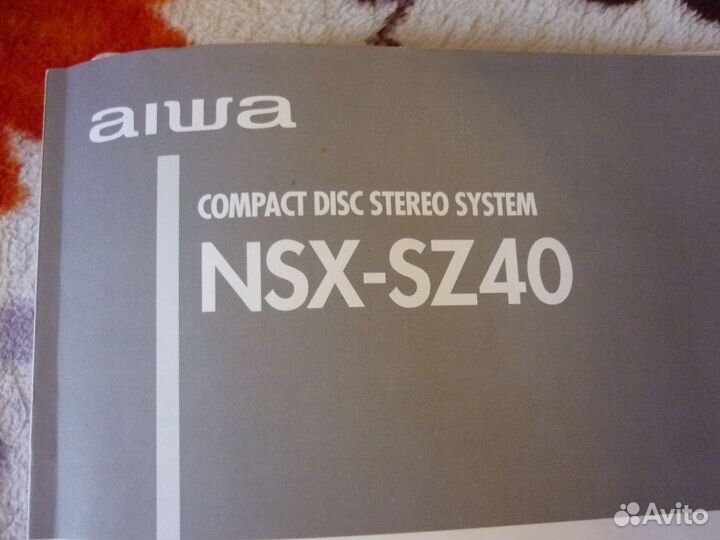 aiwa
COMPACT DISC STEREO SYSTEM
NSX-SZ40
Avito